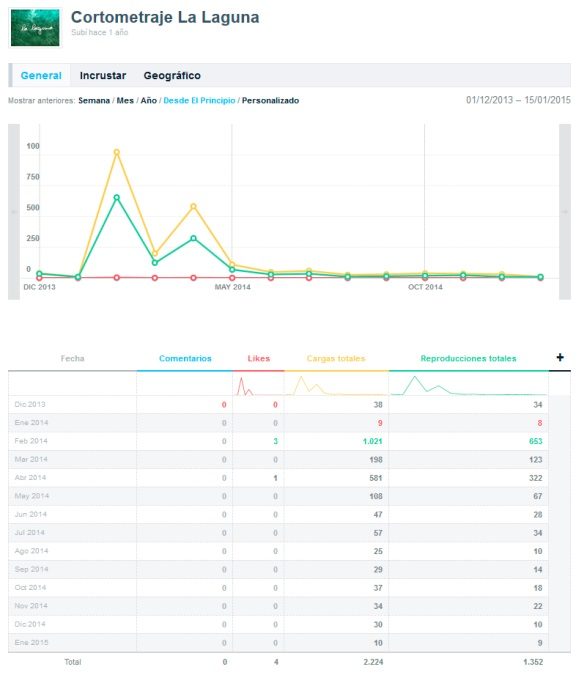 la laguna
Cortometraje La Laguna
Subí hace 1 año
General Incrustar Geográfico
Mostrar anteriores: Semana / Mes / Año / Desde El Principio / Personalizado 01/12/2013 – 15/01/2015
100
750
500
250
0
DIC 2013 MAY 2014 OCT 2014
Fecha Comentarios Likes Cargas totales Reproducciones totales +
Dic 2013 0 0 38 34
Ene 2014 0 0 9 8
Feb 2014 0 3 1.021 653
Mar 2014 0 0 198 123
Abr 2014 0 1 581 322
May 2014 0 0 108 67
Jun 2014 0 0 47 28
Jul 2014 0 0 57 34
Ago 2014 0 0 25 10
Sep 2014 0 0 29 14
Oct 2014 0 0 37 18
Nov 2014 0 0 34 22
Dic 2014 0 0 30 10
Ene 2015 0 0 10 9
Total 0 4 2.224 1.352